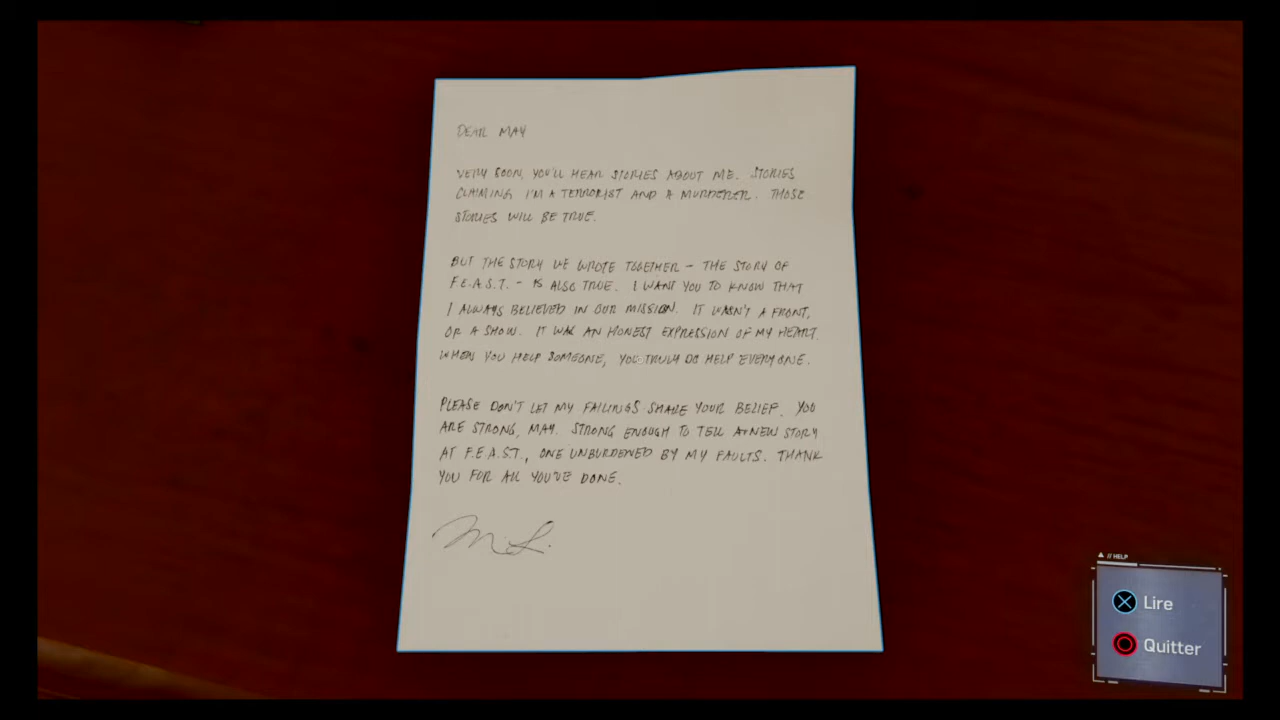 DEAR MAY
VERY SOON, YOU'LL HEAR STORIES ABOUT ME. STORIES
CLAIMING I'M A TERRORIST AND A MURDERER. THOSE
STORIES WILL BE TRUE.
BUT THE STORY WE WROTE TOGETHER - THE STORY OF
F.E.A.S.T. - IS ALSO TRUE. I WANT YOU TO KNOW THAT
I ALWAYS BELIEVED IN OUR MISSION. IT WASN'T A FRONT,
OR A SHOW. IT WAS AN HONEST EXPRESSION OF MY HEART.
WHEN YOU HELP SOMEONE, YOU TRULY DO HELP EVERYONE.
PLEASE DON'T LET MY FAILINGS SHAKE YOUR BELIEF. YOU
ARE STRONG, MAY. STRONG ENOUGH TO TELL A NEW STORY
AT F.E.A.S.T., ONE UNBURDENED BY MY FAULTS. THANK
YOU FOR ALL YOU'VE DONE.
M.L.
// HELP
Lire
Quitter